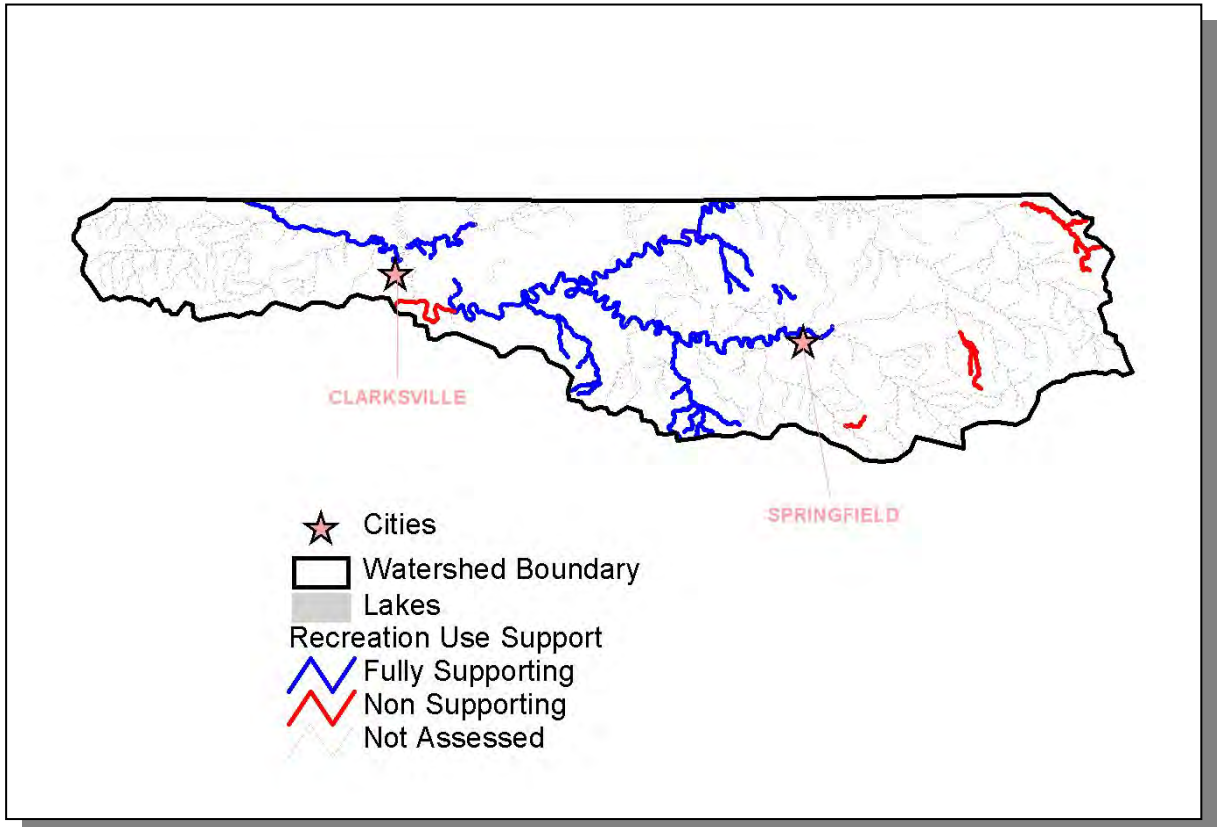 CLARKSVILLE
SPRINGFIELD
Cities
Watershed Boundary
Lakes
Recreation Use Support
Fully Supporting
Non Supporting
Not Assessed